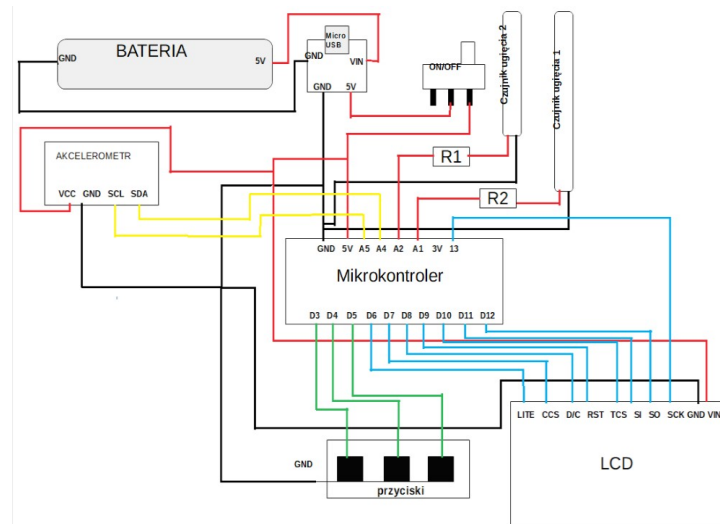 BATERIA
GND
5V
Micro
USB
GND
VIN
GND
5V
ON/OFF
Czujnik ugięcia 2
Czujnik ugięcia 1
AKCELEROMETR
VCC GND SCL SDA
R1
R2
GND 5V A5 A4 A2 A1 3V 13
Mikrokontroler
D3 D4 D5 D6 D7 D8 D9 D10 D11 D12
LITE CCS D/C RST TCS SI SO SCK GND VIN
LCD
GND
przyciski